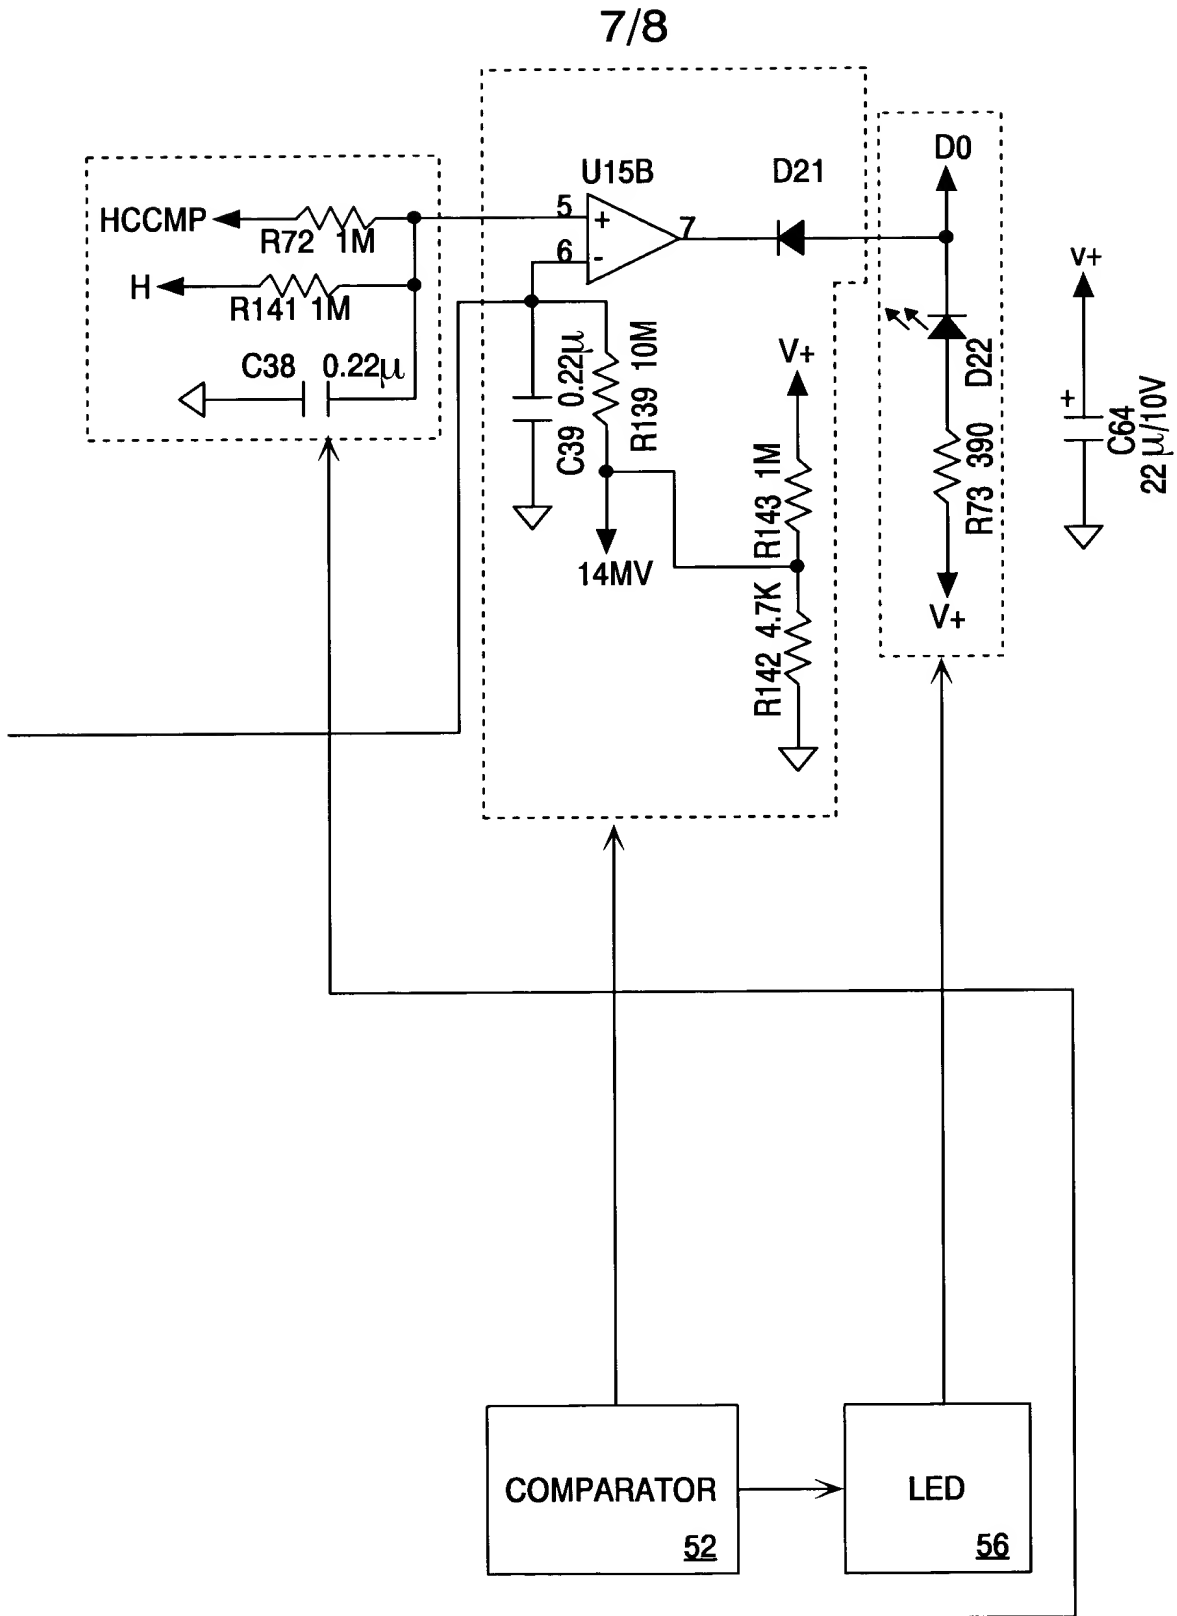 7/8
D0
U15B
D21
HCCMP
5
+
7
R72 1M
6
-
V+
H
R141 1M
C38 0.22µ
C39 0.22µ
R139 10M
V+
D22
+
C64
22 µ/10V
R143 1M
R73 390
14MV
R142 4.7K
V+
COMPARATOR
52
LED
56